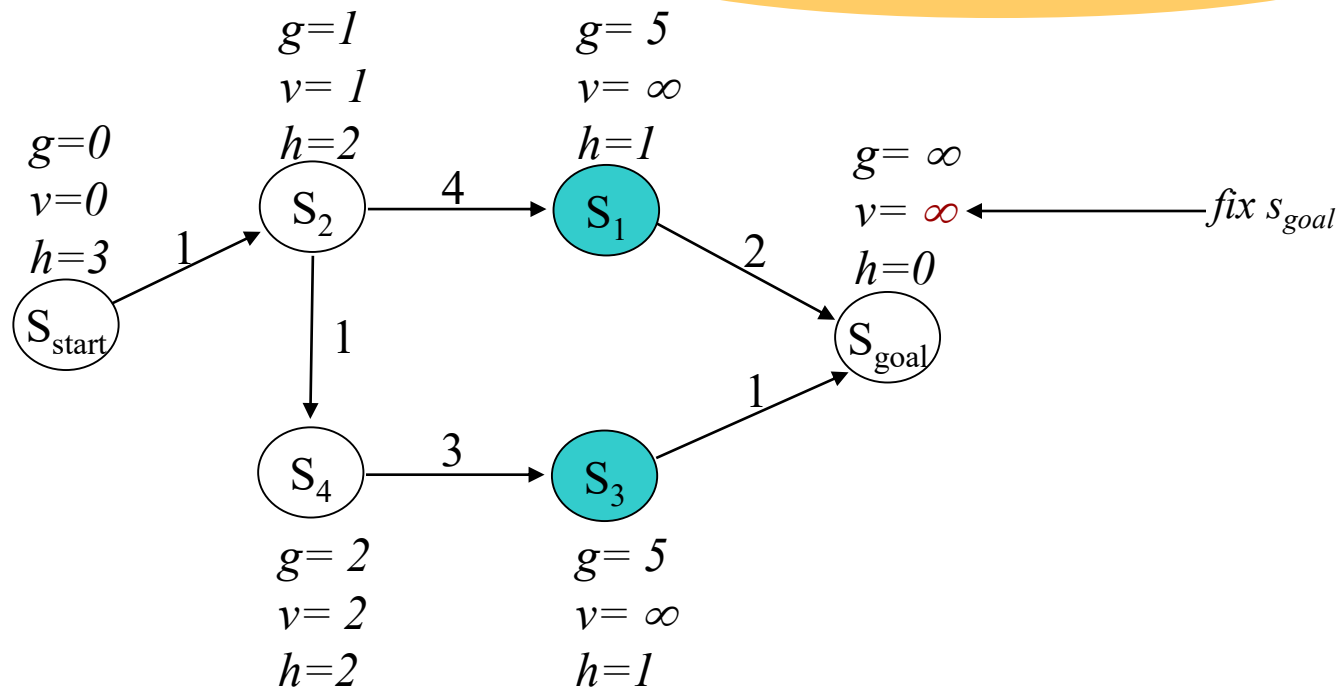 g=1
v= 1
h=2
g= 5
v= ∞
h=1
g=0
v=0
h=3
g= ∞
v= ∞
h=0
fix s_goal
S_start
1
S_2
4
S_1
2
S_goal
1
S_4
3
S_3
1
g= 2
v= 2
h=2
g= 5
v= ∞
h=1